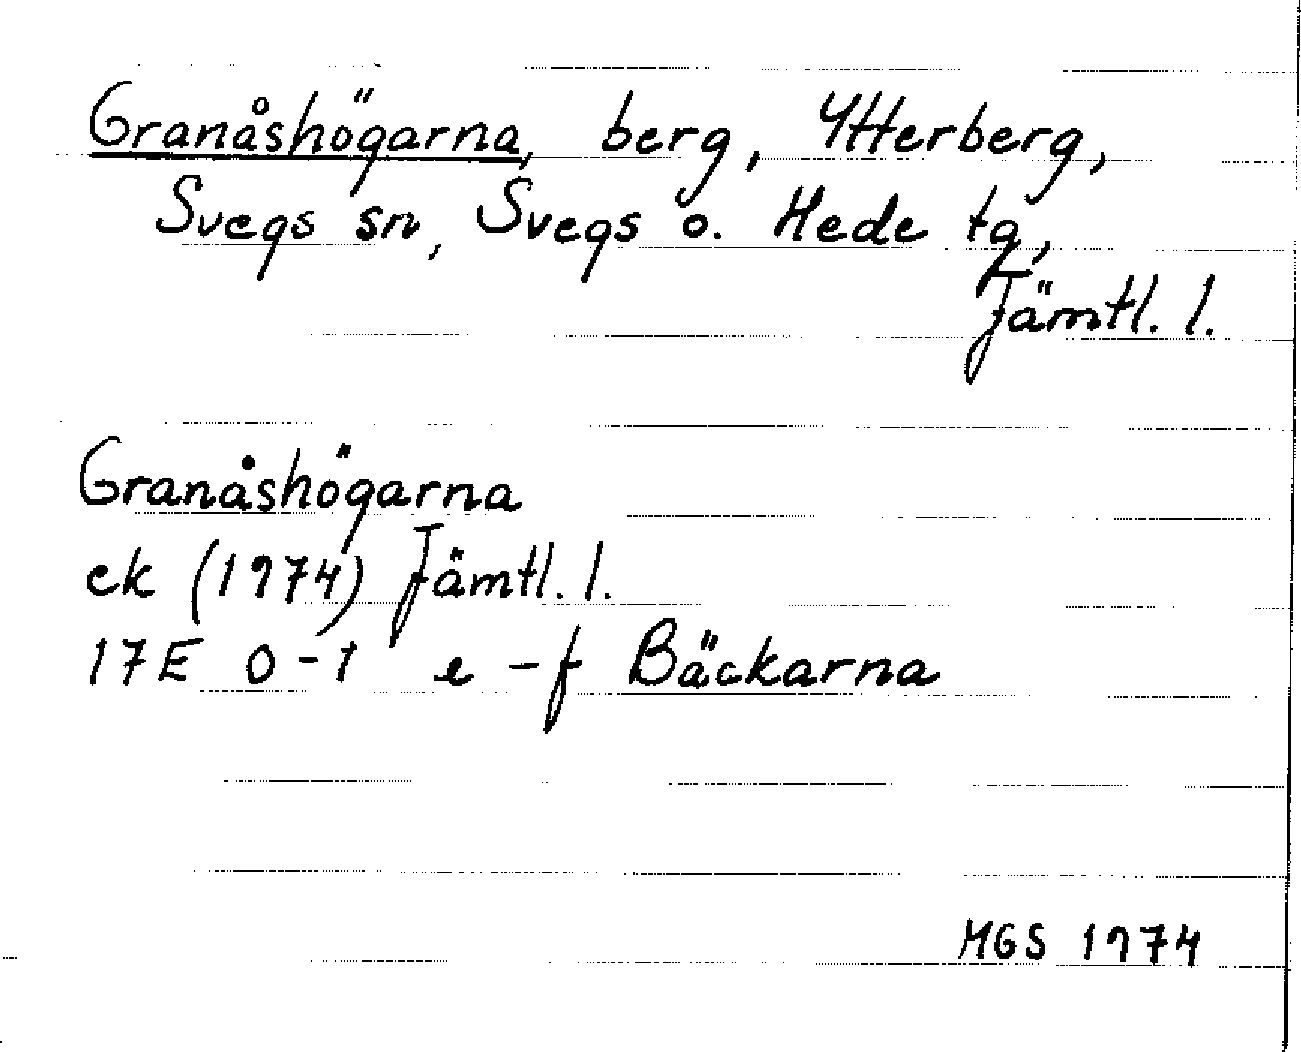 Granåshögarna, berg, Ytterberg,
Svegs sn, Svegs o. Hede tg,
Jämtl. l.
Granåshögarna
ek (1974) Jämtl. l.
17E 0-1 e-f Bäckarna
MGS 1974